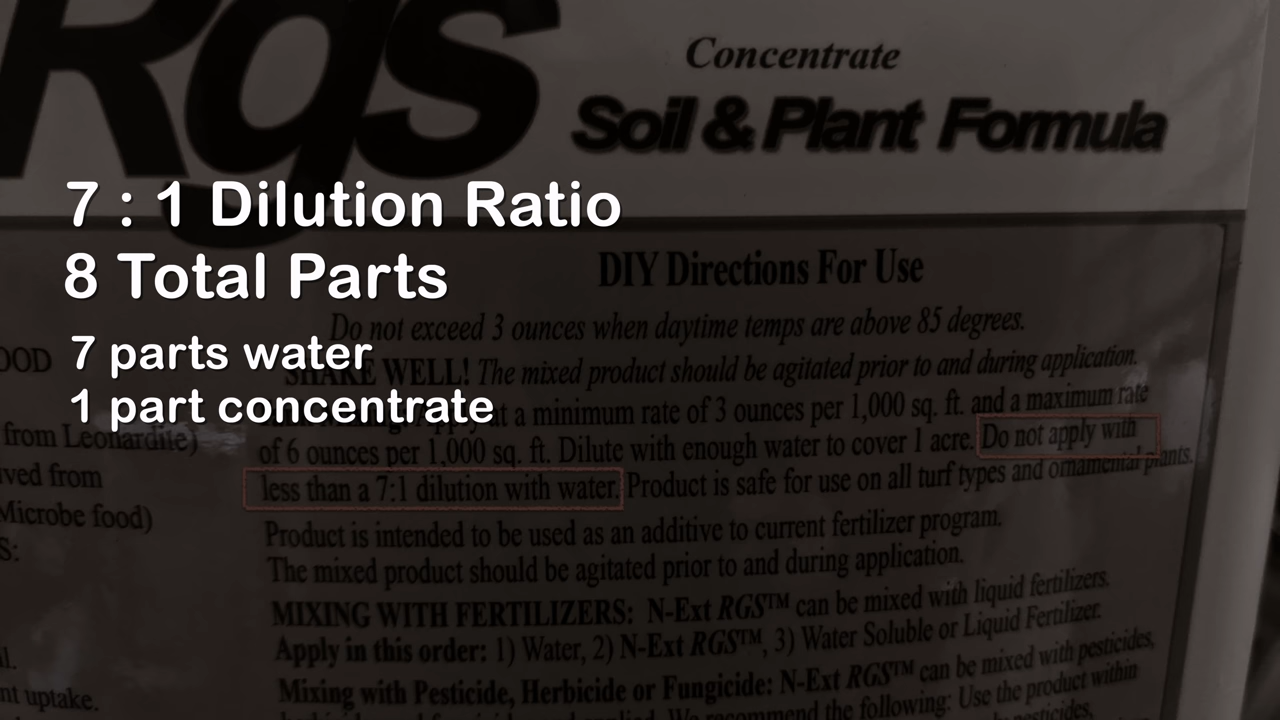 Rgs
Concentrate
Soil & Plant Formula
7 : 1 Dilution Ratio
8 Total Parts
7 parts water
1 part concentrate
DIY Directions For Use
Do not exceed 3 ounces when daytime temps are above 85 degrees.
SHAKE WELL! The mixed product should be agitated prior to and during application.
at a minimum rate of 3 ounces per 1,000 sq. ft. and a maximum rate
of 6 ounces per 1,000 sq. ft. Dilute with enough water to cover 1 acre. Do not apply with
less than a 7:1 dilution with water. Product is safe for use on all turf types and ornamental plants.
Product is intended to be used as an additive to current fertilizer program.
The mixed product should be agitated prior to and during application.
MIXING WITH FERTILIZERS: N-Ext RGS™ can be mixed with liquid fertilizers.
Apply in this order: 1) Water, 2) N-Ext RGS™, 3) Water Soluble or Liquid Fertilizer.
Mixing with Pesticide, Herbicide or Fungicide: N-Ext RGS™ can be mixed with pesticides,
We recommend the following: Use the product within
pesticides,
OOD
from Leonardite)
ved from
Microbe food)
S:
nt uptake.